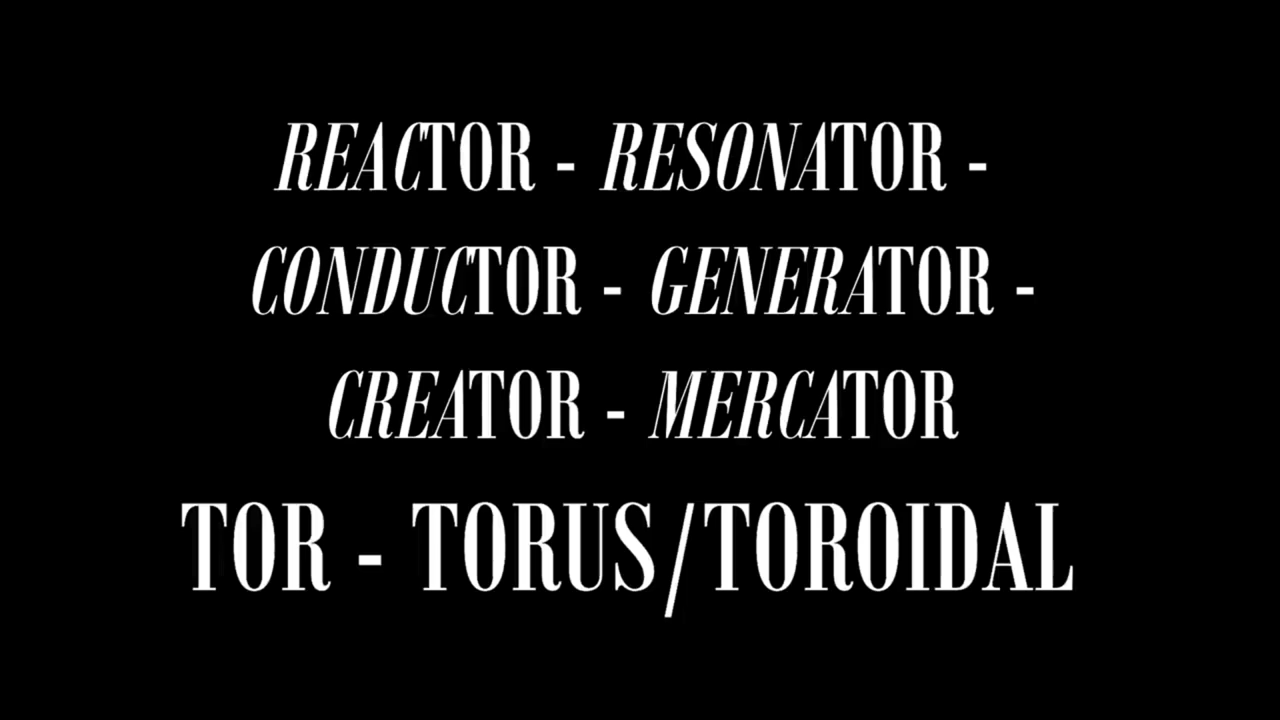 REACTOR - RESONATOR -
CONDUCTOR - GENERATOR -
CREATOR - MERCATOR
TOR - TORUS/TOROIDAL